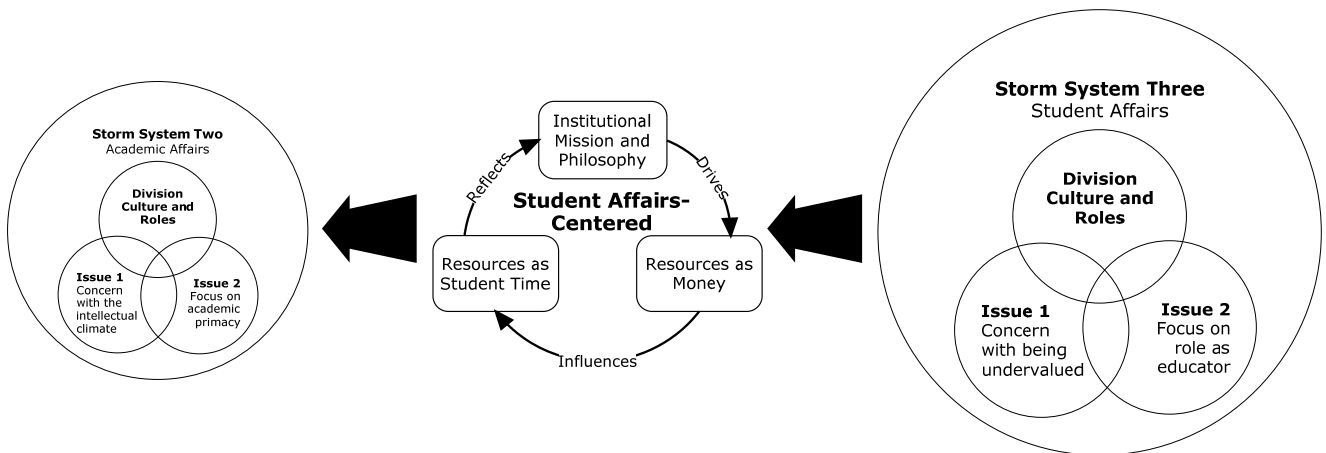 Storm System Two
Academic Affairs
Division
Culture and
Roles
Issue 1
Concern
with the
intellectual
climate
Issue 2
Focus on
academic
primacy
Institutional
Mission and
Philosophy
Reflects
Drives
Student Affairs-
Centered
Resources as
Student Time
Resources as
Money
Influences
Storm System Three
Student Affairs
Division
Culture and
Roles
Issue 1
Concern
with being
undervalued
Issue 2
Focus on
role as
educator